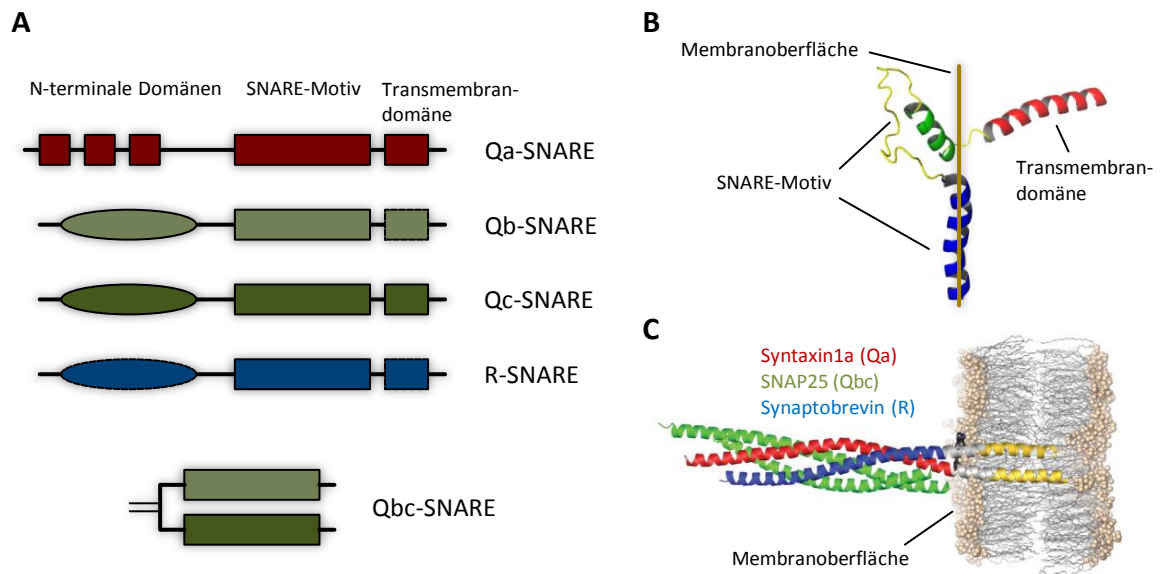 A
N-terminale Domänen
SNARE-Motiv
Transmembran-
domäne
Qa-SNARE
Qb-SNARE
Qc-SNARE
R-SNARE
Qbc-SNARE
B
Membranoberfläche
SNARE-Motiv
Transmembran-
domäne
C
Syntaxin1a (Qa)
SNAP25 (Qbc)
Synaptobrevin (R)
Membranoberfläche